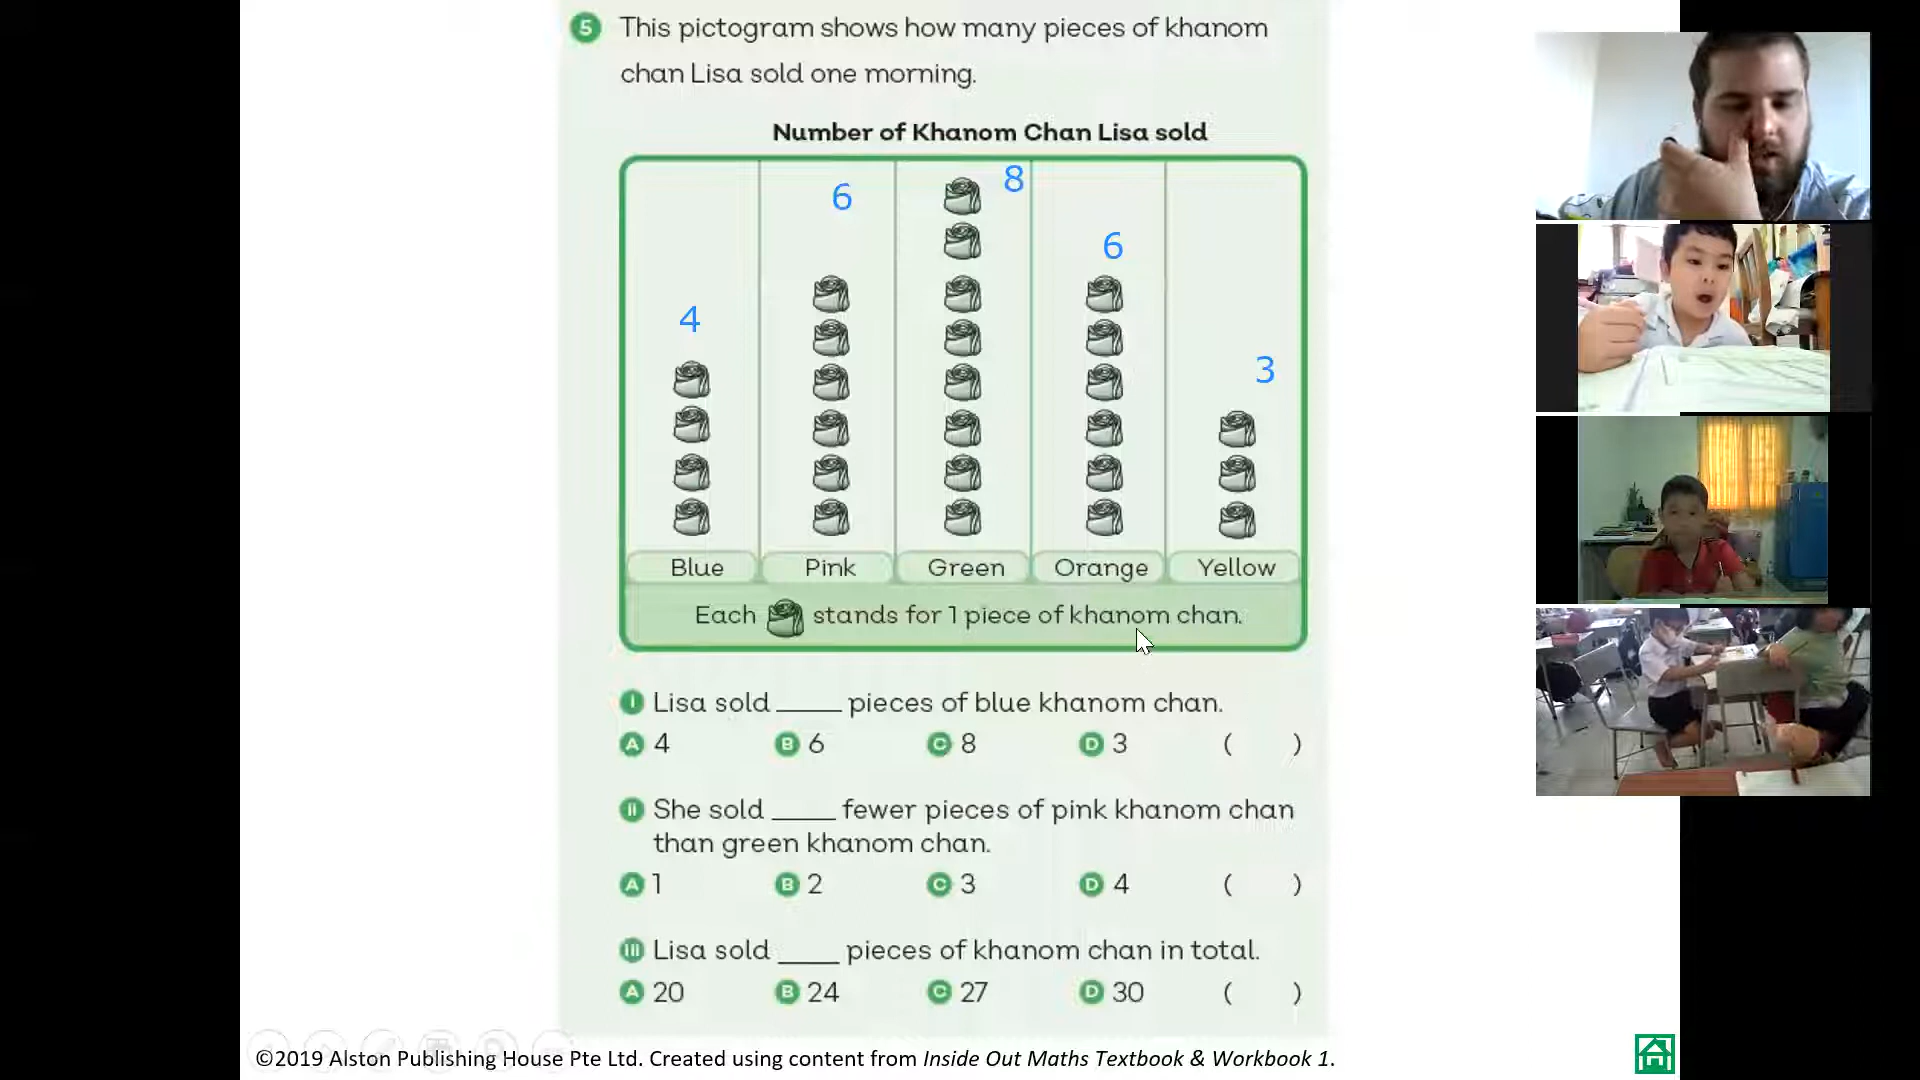 5 This pictogram shows how many pieces of khanom
chan Lisa sold one morning.
Number of Khanom Chan Lisa sold
4 6 8 6 3
Blue Pink Green Orange Yellow
Each stands for 1 piece of khanom chan.
I Lisa sold _____ pieces of blue khanom chan.
A 4 B 6 C 8 D 3 ( )
II She sold _____ fewer pieces of pink khanom chan
than green khanom chan.
A 1 B 2 C 3 D 4 ( )
III Lisa sold _____ pieces of khanom chan in total.
A 20 B 24 C 27 D 30 ( )
©2019 Alston Publishing House Pte Ltd. Created using content from Inside Out Maths Textbook & Workbook 1.